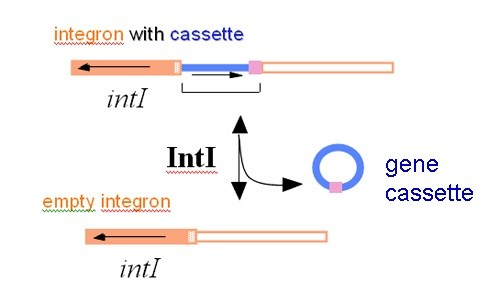 integron with cassette
intI
IntI
gene
cassette
empty integron
intI